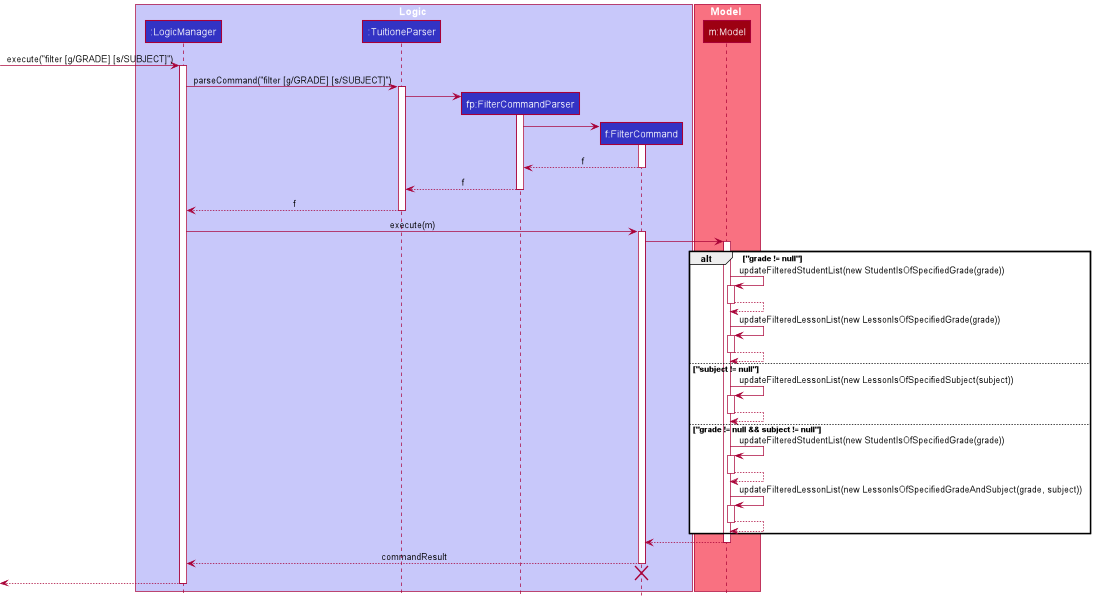 Logic
Model
:LogicManager
:TuitioneParser
m:Model
execute("filter [g/GRADE] [s/SUBJECT]")
parseCommand("filter [g/GRADE] [s/SUBJECT]")
fp:FilterCommandParser
f:FilterCommand
f
f
f
execute(m)
alt
["grade != null"]
updateFilteredStudentList(new StudentIsOfSpecifiedGrade(grade))
updateFilteredLessonList(new LessonIsOfSpecifiedGrade(grade))
["subject != null"]
updateFilteredLessonList(new LessonIsOfSpecifiedSubject(subject))
["grade != null && subject != null"]
updateFilteredStudentList(new StudentIsOfSpecifiedGrade(grade))
updateFilteredLessonList(new LessonIsOfSpecifiedGradeAndSubject(grade, subject))
commandResult